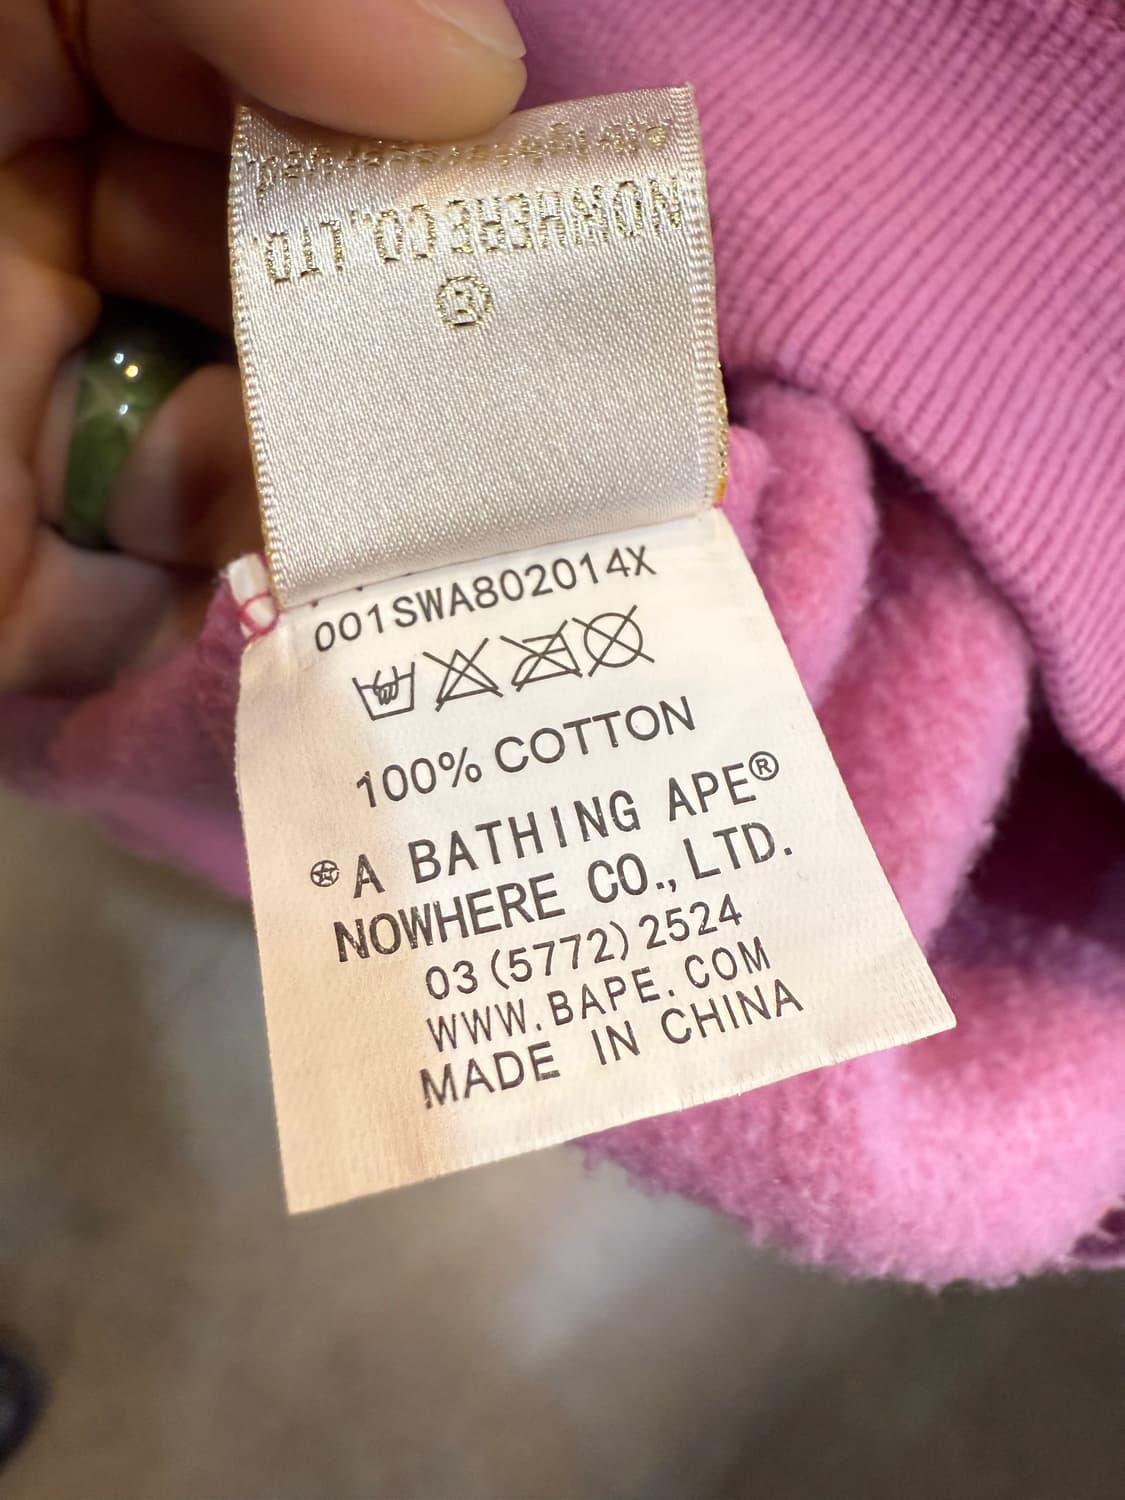 NOWHERE CO., LTD.
®
001SWA802014X
100% COTTON
A BATHING APE®
NOWHERE CO., LTD.
03(5772)2524
WWW.BAPE.COM
MADE IN CHINA